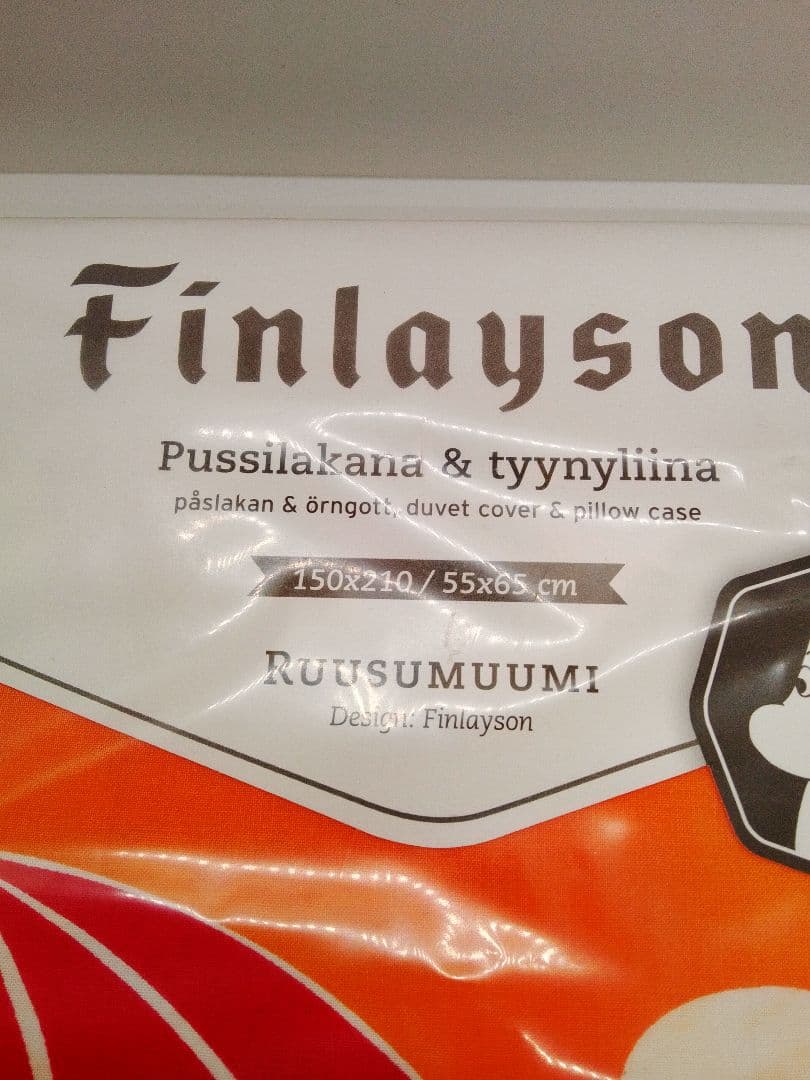 Finlayson
Pussilakana & tyynyliina
påslakan & örngott, duvet cover & pillow case
150x210 / 55x65 cm
RUUSUMUUMI
Design: Finlayson